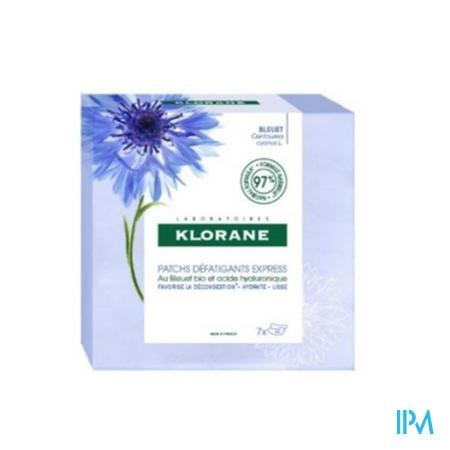 KLORANE
BLEUET
Centaurea
cyanus L.
97%
LABORATOIRES
KLORANE
PATCHS DÉFATIGANTS EXPRESS
Au Bleuet bio et acide hyaluronique
FAVORISE LA DÉCONGESTION* - HYDRATE - LISSE
MADE IN FRANCE
7x
IPM